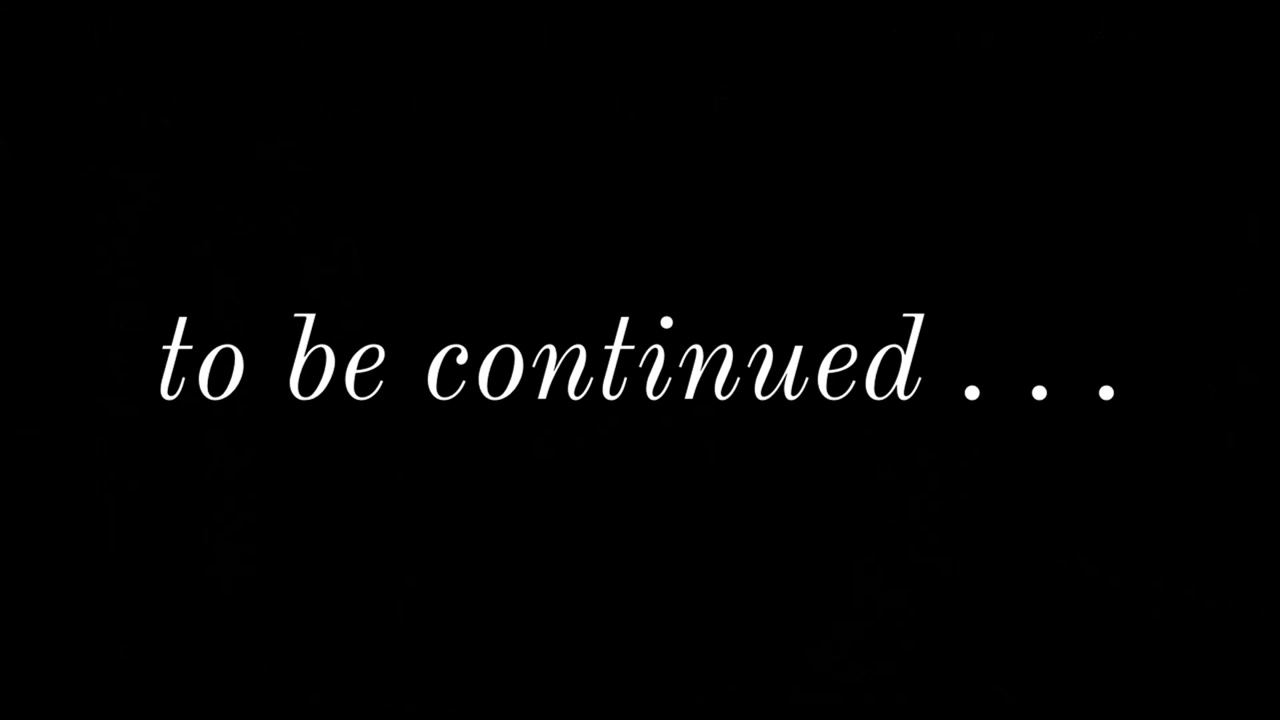 to be continued . . .